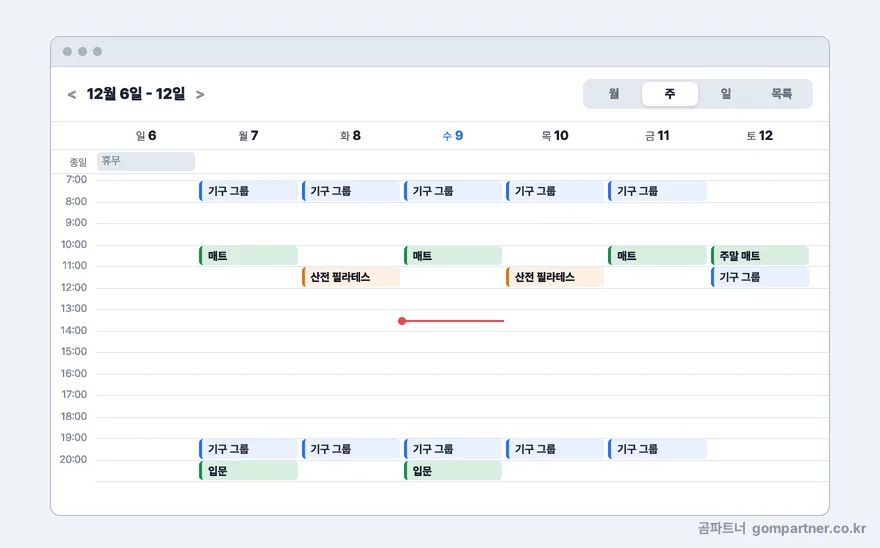 < 12월 6일 - 12일 >
월 주 일 목록
일 6 월 7 화 8 수 9 목 10 금 11 토 12
종일 휴무
7:00 기구 그룹 기구 그룹 기구 그룹 기구 그룹 기구 그룹
8:00
9:00
10:00 매트 매트 매트 주말 매트
11:00 산전 필라테스 산전 필라테스 기구 그룹
12:00
13:00
14:00
15:00
16:00
17:00
18:00
19:00 기구 그룹 기구 그룹 기구 그룹 기구 그룹 기구 그룹
20:00 입문 입문
곰파트너 gompartner.co.kr